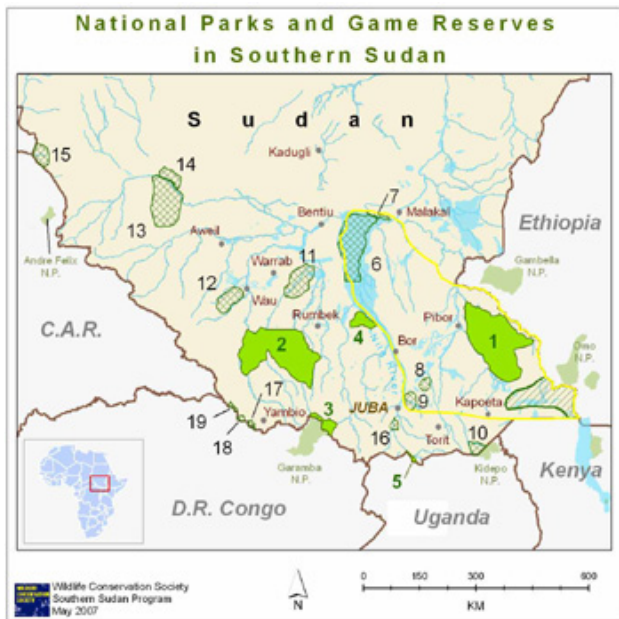 National Parks and Game Reserves
in Southern Sudan
S u d a n
Kadugli
15
14
13
7
Malakal
Bentiu
Ethiopia
Aweil
Andre Felix
N.P.
Gambella
N.P.
Warrab
11
6
12
Wau
Rumbek
Pibor
C.A.R.
2
4
1
Bor
Omo
N.P.
8
9
17
3
19
18
Yambio
JUBA
Kapoeta
16
Torit
10
Garamba
N.P.
5
Kidepo
N.P.
Kenya
D.R. Congo
Uganda
WILDLIFE
CONSERVATION
SOCIETY
Wildlife Conservation Society
Southern Sudan Program
May 2007
N
0 150 300 600
KM